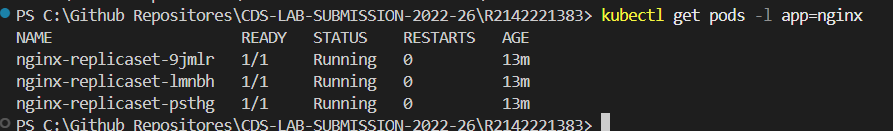 PS C:\Github Repositores\CDS-LAB-SUBMISSION-2022-26\R2142221383> kubectl get pods -l app=nginx
NAME READY STATUS RESTARTS AGE
nginx-replicaset-9jmlr 1/1 Running 0 13m
nginx-replicaset-lmnbh 1/1 Running 0 13m
nginx-replicaset-psthg 1/1 Running 0 13m
PS C:\Github Repositores\CDS-LAB-SUBMISSION-2022-26\R2142221383>